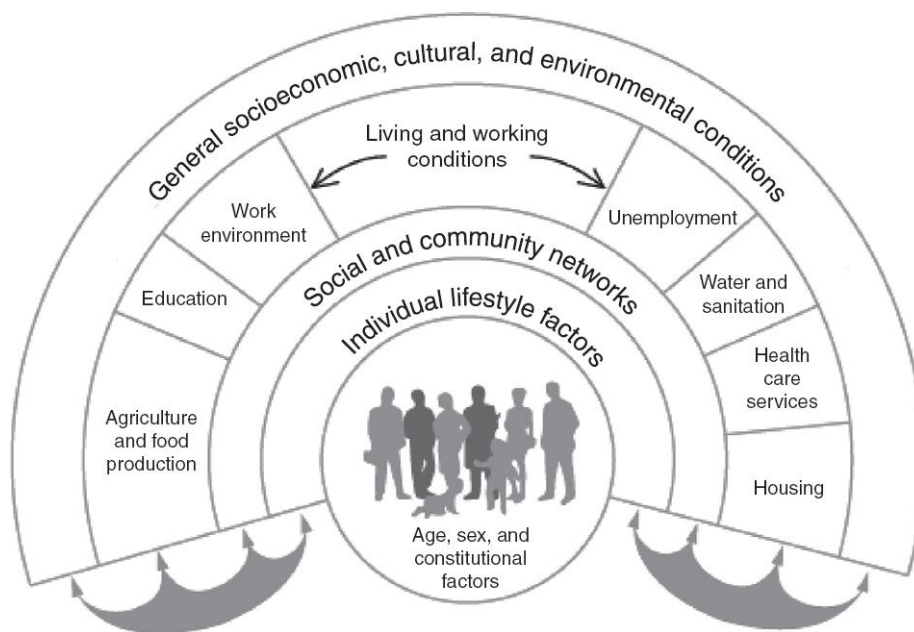 General socioeconomic, cultural, and environmental conditions
Living and working
conditions
Work
environment
Unemployment
Education
Water and
sanitation
Agriculture
and food
production
Health
care
services
Housing
Social and community networks
Individual lifestyle factors
Age, sex, and
constitutional
factors